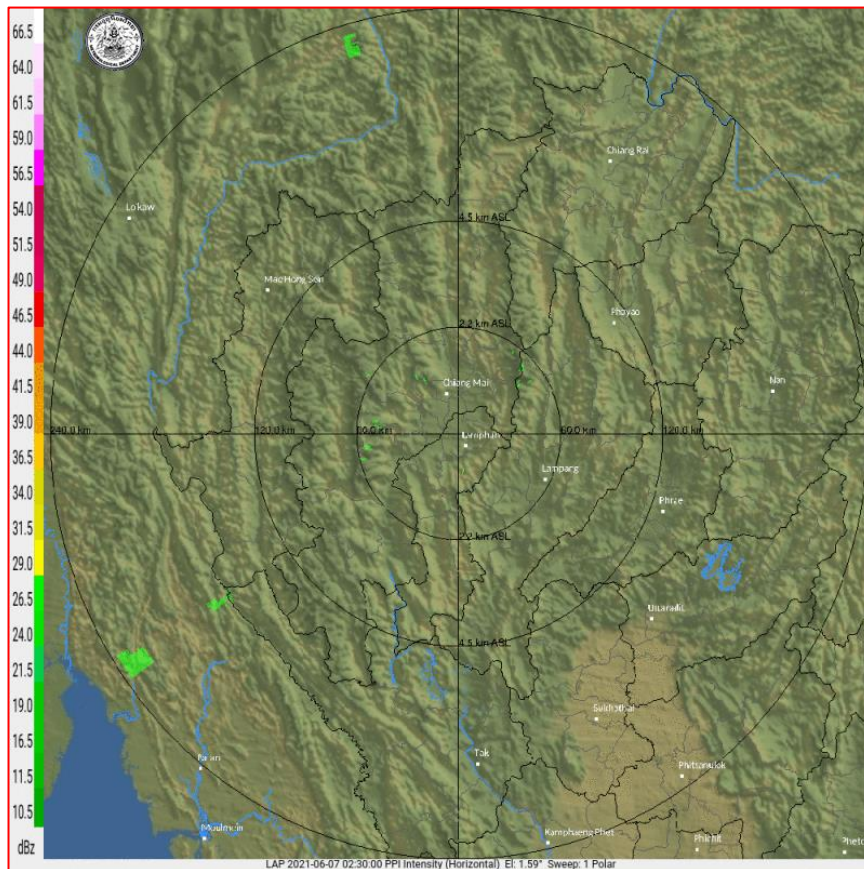 66.5
64.0
61.5
59.0
56.5
54.0
51.5
49.0
46.5
44.0
41.5
39.0
36.5
34.0
31.5
29.0
26.5
24.0
21.5
19.0
16.5
14.0
11.5
10.5
dBz
Chiang Rai
Loikaw
4.5 km ASL
Mae Hong Son
Phayao
2.2 km ASL
Chiang Mai
Nan
240.0 km
120.0 km
60.0 km
60.0 km
120.0 km
Lamphun
Lampang
Phrae
2.2 km ASL
Uttaradit
4.5 km ASL
Sukhothai
Tak
Phitsanulok
Moulmein
Kamphaeng Phet
Phichit
LAP 2021-06-07 02:30:00 PPI Intensity (Horizontal) El: 1.59° Sweep: 1 Polar